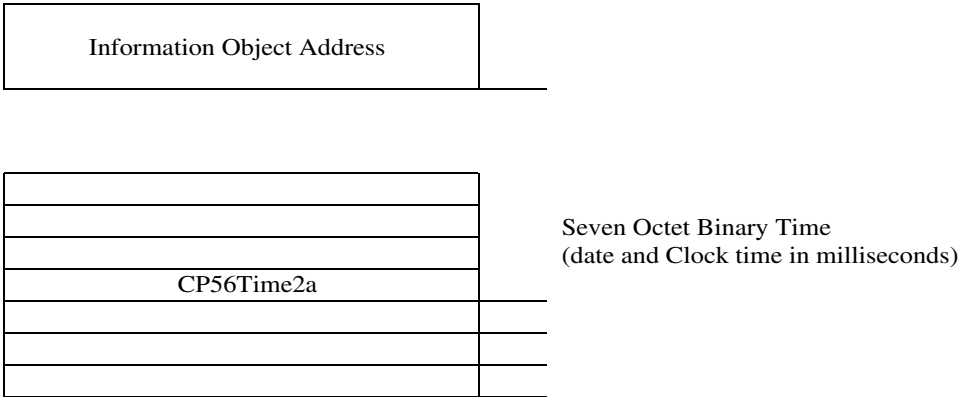 Information Object Address
Seven Octet Binary Time
(date and Clock time in milliseconds)
CP56Time2a